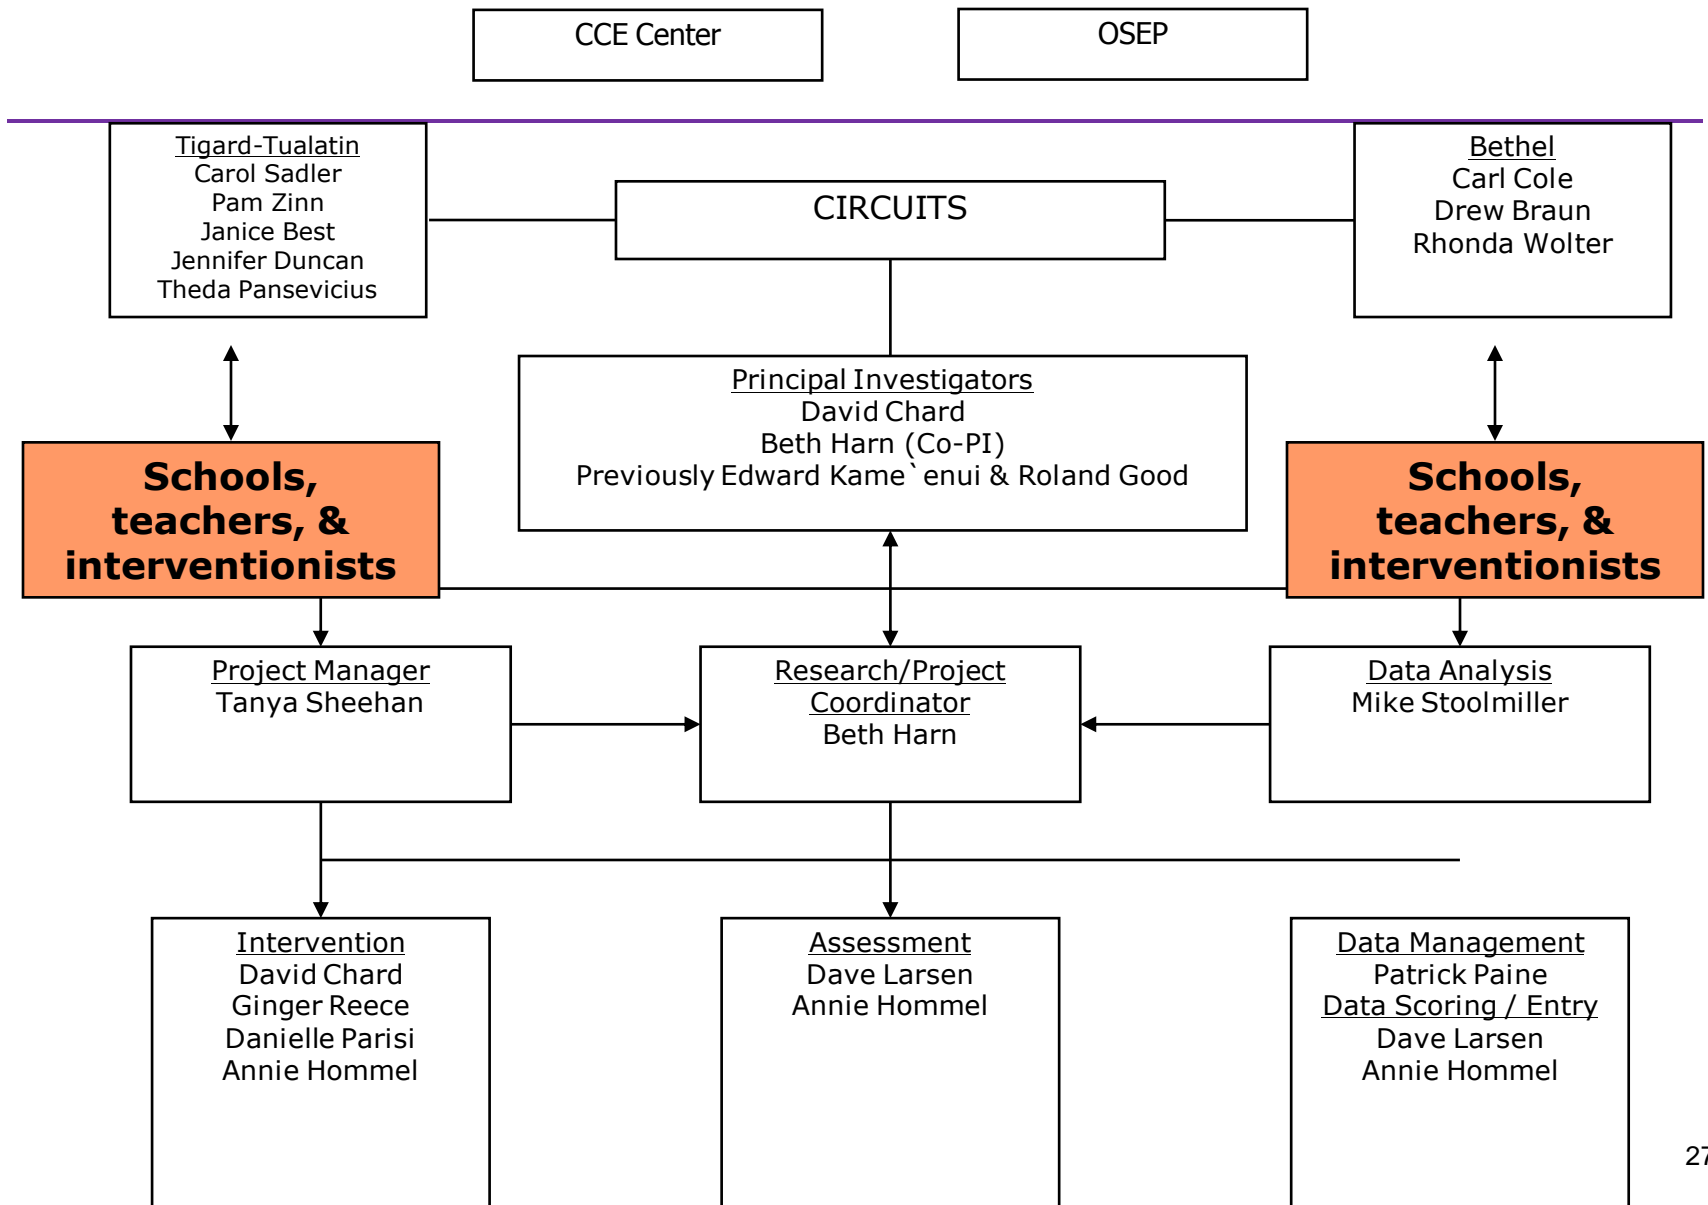 CCE Center
OSEP
Tigard-Tualatin
Carol Sadler
Pam Zinn
Janice Best
Jennifer Duncan
Theda Pansevicius
CIRCUITS
Bethel
Carl Cole
Drew Braun
Rhonda Wolter
Principal Investigators
David Chard
Beth Harn (Co-PI)
Previously Edward Kame`enui & Roland Good
Schools,
teachers, &
interventionists
Schools,
teachers, &
interventionists
Project Manager
Tanya Sheehan
Research/Project
Coordinator
Beth Harn
Data Analysis
Mike Stoolmiller
Intervention
David Chard
Ginger Reece
Danielle Parisi
Annie Hommel
Assessment
Dave Larsen
Annie Hommel
Data Management
Patrick Paine
Data Scoring / Entry
Dave Larsen
Annie Hommel
27